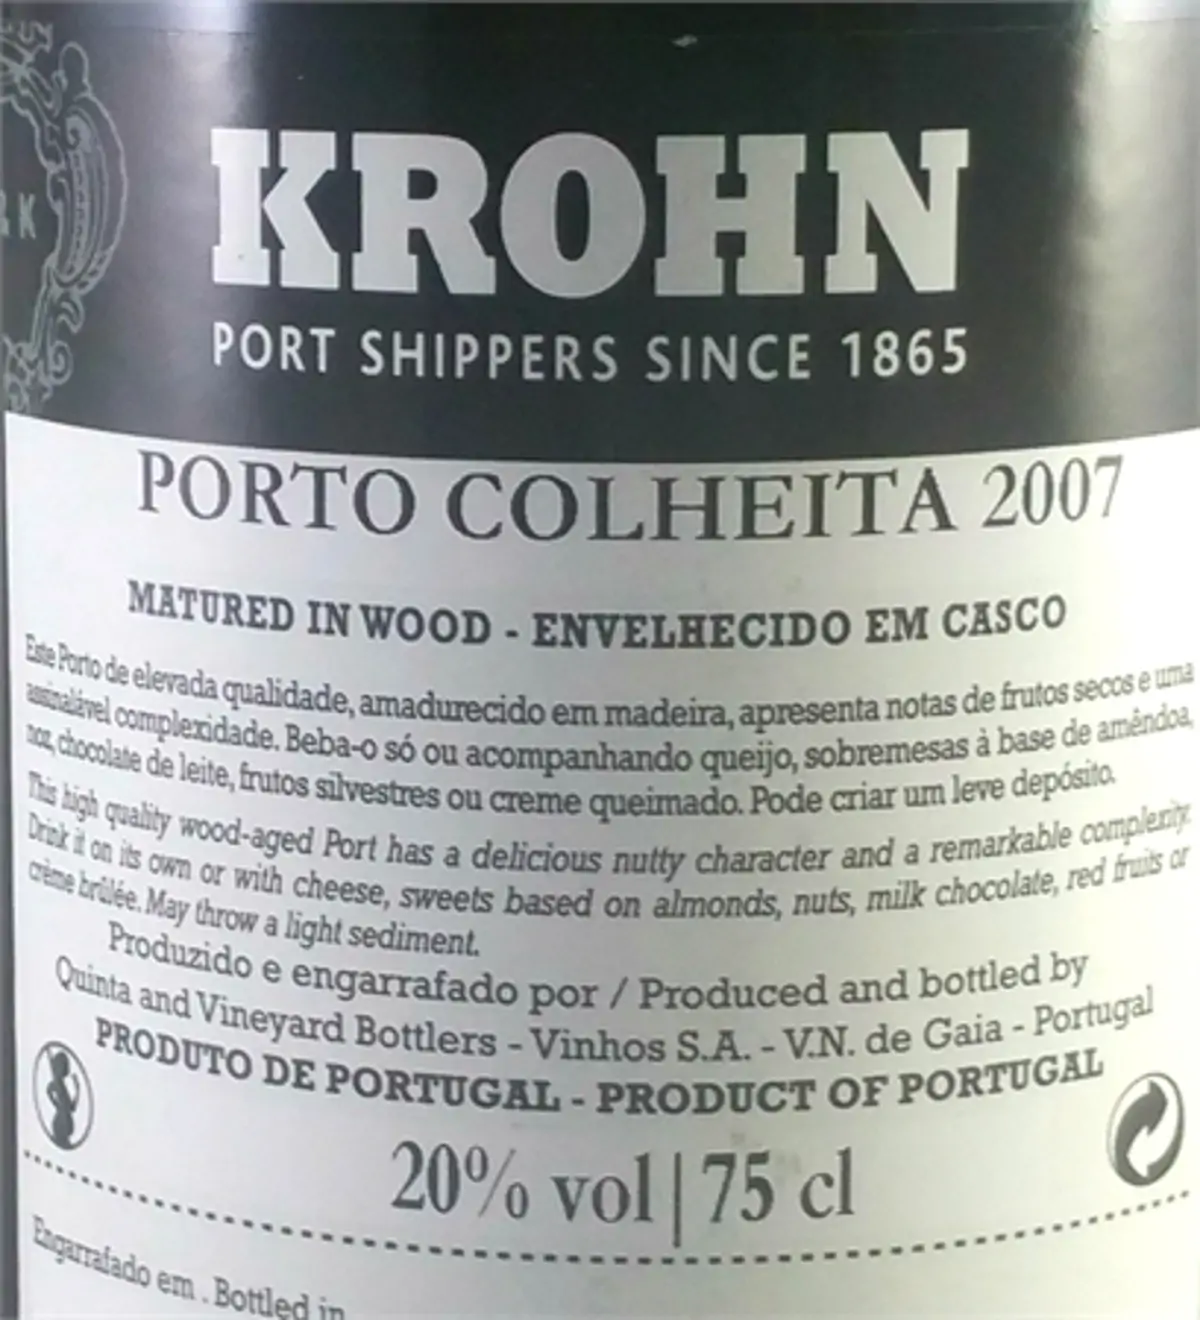 &K
KROHN
PORT SHIPPERS SINCE 1865
PORTO COLHEITA 2007
MATURED IN WOOD - ENVELHECIDO EM CASCO
Este Porto de elevada qualidade, amadurecido em madeira, apresenta notas de frutos secos e uma
assinalável complexidade. Beba-o só ou acompanhando queijo, sobremesas à base de amêndoa,
noz, chocolate de leite, frutos silvestres ou creme queimado. Pode criar um leve depósito.
This high quality wood-aged Port has a delicious nutty character and a remarkable complexity.
Drink it on its own or with cheese, sweets based on almonds, nuts, milk chocolate, red fruits or
crème brûlée. May throw a light sediment.
Produzido e engarrafado por / Produced and bottled by
Quinta and Vineyard Bottlers - Vinhos S.A. - V.N. de Gaia - Portugal
PRODUTO DE PORTUGAL - PRODUCT OF PORTUGAL
20% vol | 75 cl
Engarrafado em . Bottled in